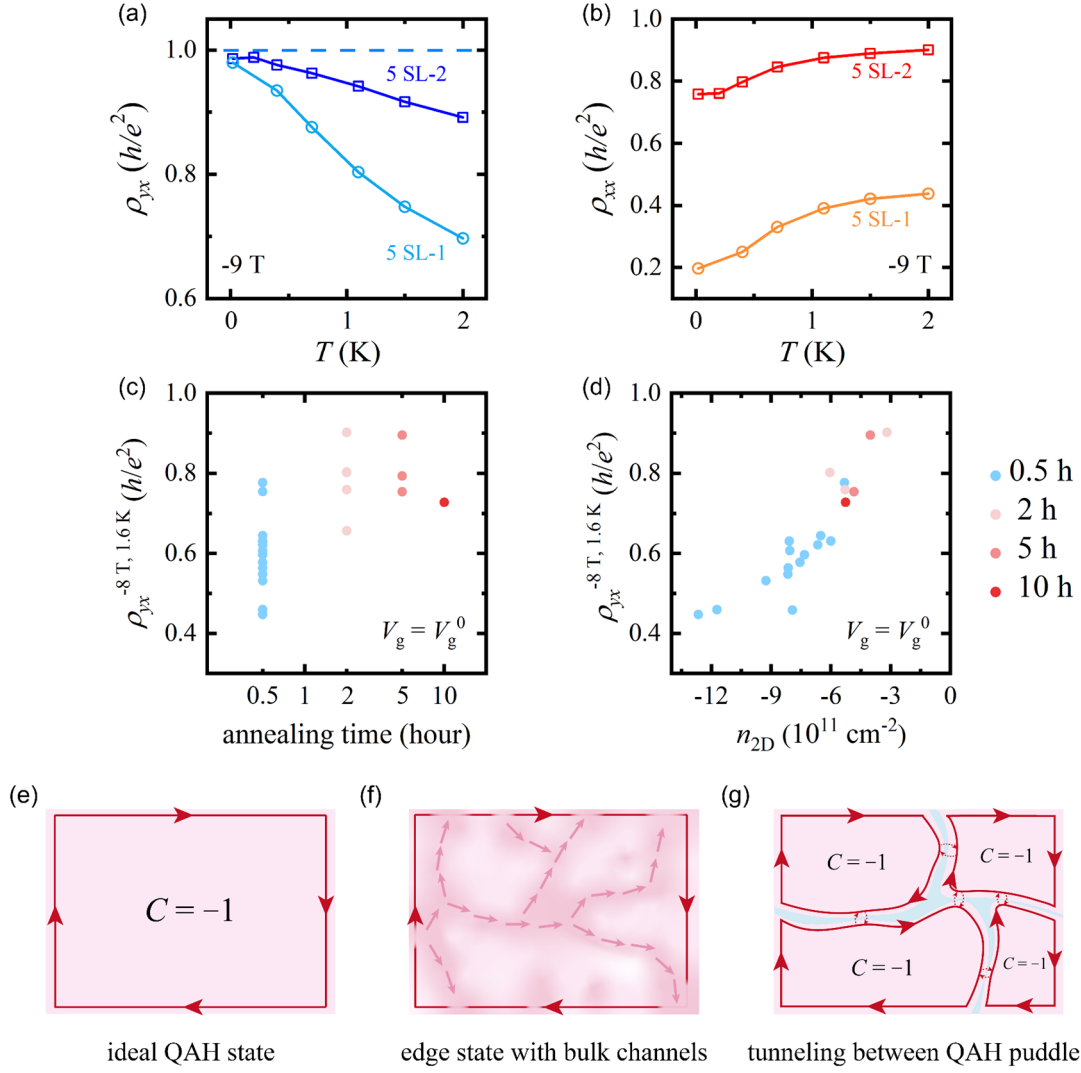 (a)
1.0
0.8
0.6
ρyx (h/e²)
5 SL-2
5 SL-1
-9 T
0
1
2
T (K)
(b)
1.0
0.8
0.6
0.4
0.2
ρxx (h/e²)
5 SL-2
5 SL-1
-9 T
0
1
2
T (K)
(c)
1.0
0.8
0.6
0.4
ρyx^-8 T, 1.6 K (h/e²)
Vg = Vg⁰
0.5
1
2
5
10
annealing time (hour)
(d)
1.0
0.8
0.6
0.4
ρyx^-8 T, 1.6 K (h/e²)
Vg = Vg⁰
-12
-9
-6
-3
0
n2D (10¹¹ cm⁻²)
0.5 h
2 h
5 h
10 h
(e)
C = −1
ideal QAH state
(f)
edge state with bulk channels
(g)
C = −1
C = −1
C = −1
C = −1
tunneling between QAH puddle